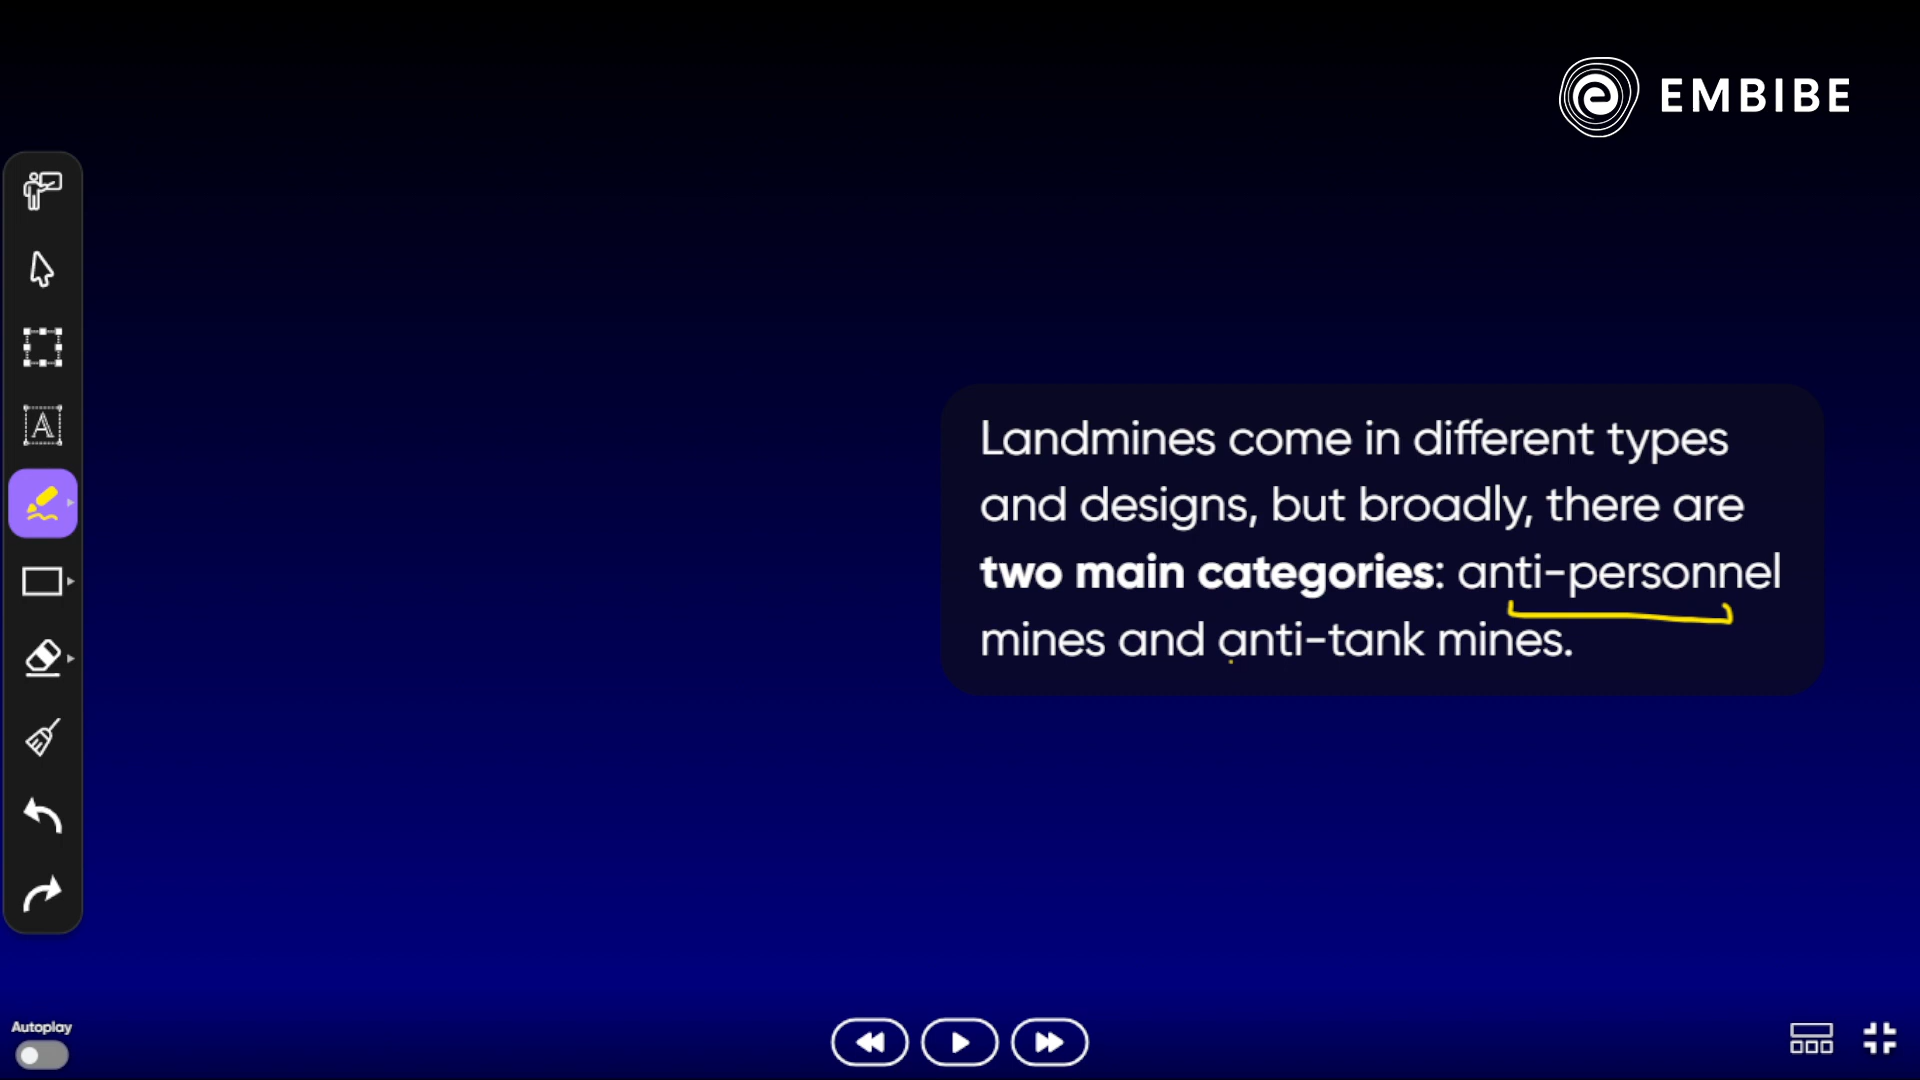 EMBIBE
A
Landmines come in different types
and designs, but broadly, there are
two main categories: anti-personnel
mines and anti-tank mines.
Autoplay